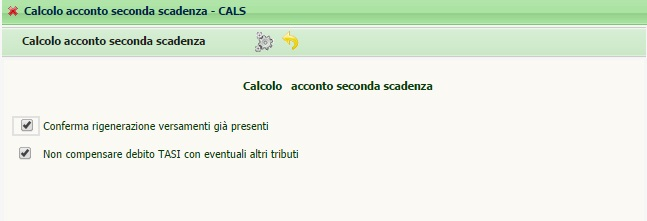 Calcolo acconto seconda scadenza - CALS
Calcolo acconto seconda scadenza
Calcolo acconto seconda scadenza
Conferma rigenerazione versamenti già presenti
Non compensare debito TASI con eventuali altri tributi